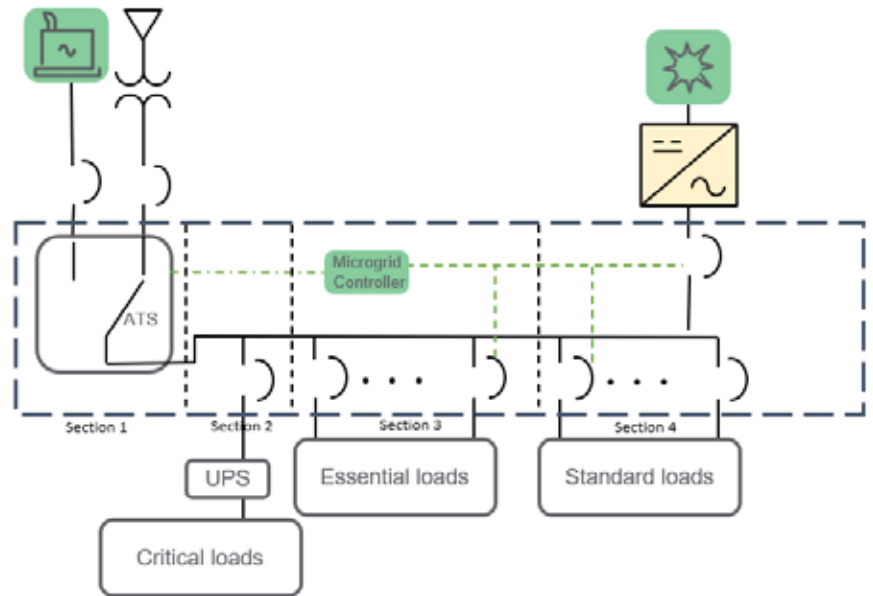 Microgrid
Controller
ATS
Section 1
Section 2
Section 3
Section 4
UPS
Essential loads
Standard loads
Critical loads